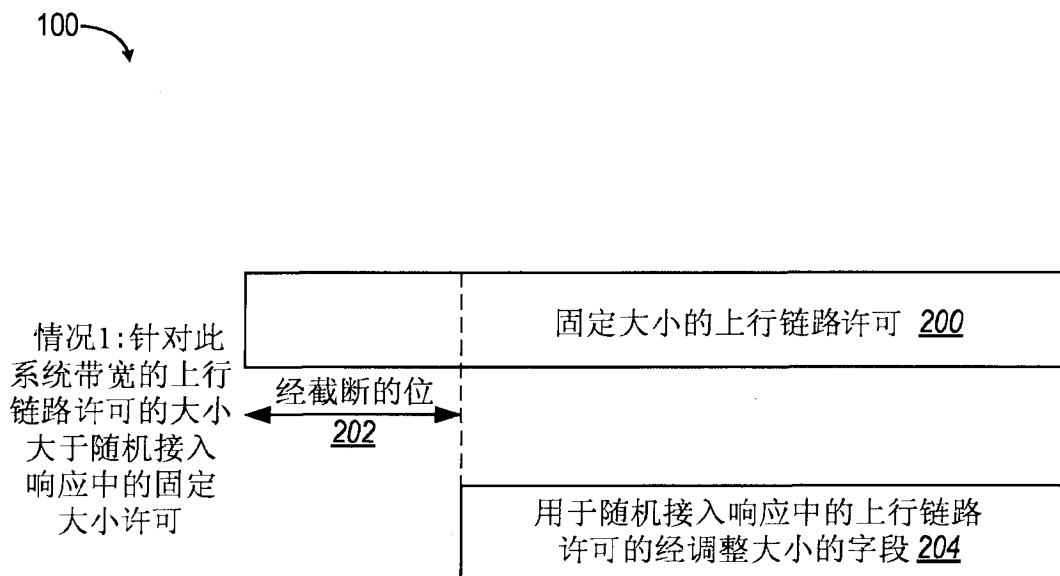 100
固定大小的上行链路许可 200
情况1:针对此
系统带宽的上行
链路许可的大小
大于随机接入
响应中的固定
大小许可
经截断的位
202
用于随机接入响应中的上行链路
许可的经调整大小的字段 204